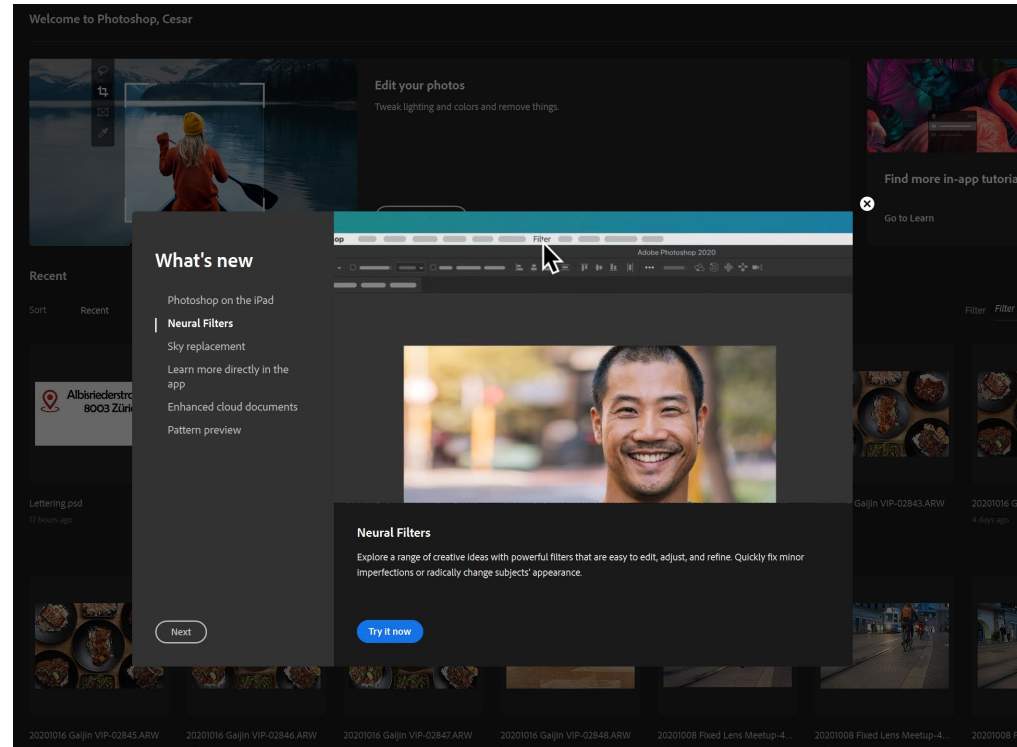 Welcome to Photoshop, Cesar
Edit your photos
Tweak lighting and colors and remove things.
Find more in-app tutoria
Go to Learn
What's new
Photoshop on the iPad
Neural Filters
Sky replacement
Learn more directly in the
app
Enhanced cloud documents
Pattern preview
Next
op
Filter
Adobe Photoshop 2020
Neural Filters
Explore a range of creative ideas with powerful filters that are easy to edit, adjust, and refine. Quickly fix minor
imperfections or radically change subjects' appearance.
Try it now
Recent
Sort Recent
Filter Filter
Albisriederstro
8003 Züri
Lettering.psd
17 hours ago
Gaijin VIP-02843.ARW
20201016 G
4 days ago
20201016 Gaijin VIP-02845.ARW
20201016 Gaijin VIP-02846.ARW
20201016 Gaijin VIP-02847.ARW
20201016 Gaijin VIP-02848.ARW
20201008 Fixed Lens Meetup-4...
20201008 Fixed Lens Meetup-4...
20201008 F